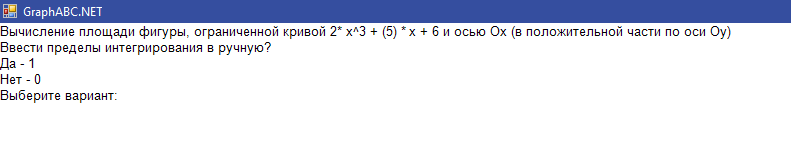 GraphABC.NET
Вычисление площади фигуры, ограниченной кривой 2* x^3 + (5) * x + 6 и осью Ox (в положительной части по оси Oy)
Ввести пределы интегрирования в ручную?
Да - 1
Нет - 0
Выберите вариант: